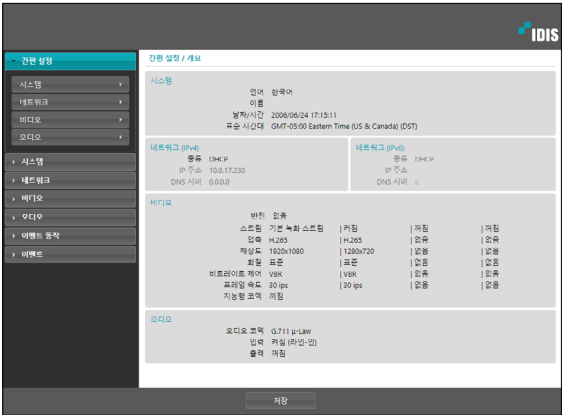 IDIS
간편 설정
시스템
네트워크
비디오
오디오
시스템
네트워크
비디오
오디오
이벤트 동작
이벤트
간편 설정 / 개요
시스템
언어 한국어
이름
날짜/시간 2006/06/24 17:15:11
표준 시간대 GMT-05:00 Eastern Time (US & Canada) (DST)
네트워크 (IPv4)
종류 DHCP
IP 주소 10.0.17.230
DNS 서버 0.0.0.0
네트워크 (IPv6)
종류 DHCP
IP 주소
DNS 서버 ::
비디오
반전 없음
스트림 기본 녹화 스트림 | 켜짐 | 꺼짐 | 꺼짐
압축 H.265 | H.265 | 없음 | 없음
해상도 1920x1080 | 1280x720 | 없음 | 없음
화질 표준 | 표준 | 없음 | 없음
비트레이트 제어 VBR | VBR | 없음 | 없음
프레임 속도 30 ips | 30 ips | 없음 | 없음
지능형 코덱 꺼짐
오디오
오디오 코덱 G.711 μ-Law
입력 켜짐 (라인-인)
출력 꺼짐
저장